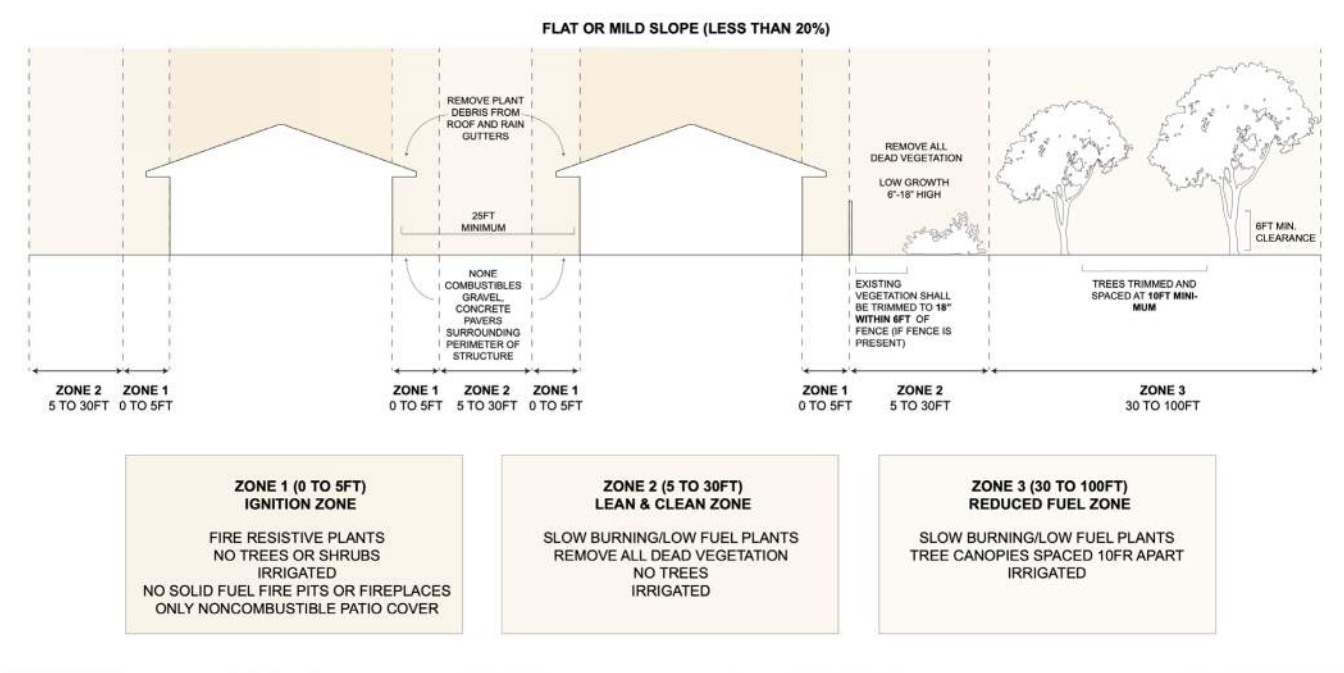 FLAT OR MILD SLOPE (LESS THAN 20%)
REMOVE PLANT
DEBRIS FROM
ROOF AND RAIN
GUTTERS
25FT
MINIMUM
NONE
COMBUSTIBLES
GRAVEL,
CONCRETE
PAVERS
SURROUNDING
PERIMETER OF
STRUCTURE
REMOVE ALL
DEAD VEGETATION
LOW GROWTH
6"-18" HIGH
EXISTING
VEGETATION SHALL
BE TRIMMED TO 18"
WITHIN 6FT OF
FENCE (IF FENCE IS
PRESENT)
6FT MIN.
CLEARANCE
TREES TRIMMED AND
SPACED AT 10FT MINI-
MUM
ZONE 2
5 TO 30FT
ZONE 1
0 TO 5FT
ZONE 1
0 TO 5FT
ZONE 2
5 TO 30FT
ZONE 1
0 TO 5FT
ZONE 1
0 TO 5FT
ZONE 2
5 TO 30FT
ZONE 3
30 TO 100FT
ZONE 1 (0 TO 5FT)
IGNITION ZONE
FIRE RESISTIVE PLANTS
NO TREES OR SHRUBS
IRRIGATED
NO SOLID FUEL FIRE PITS OR FIREPLACES
ONLY NONCOMBUSTIBLE PATIO COVER
ZONE 2 (5 TO 30FT)
LEAN & CLEAN ZONE
SLOW BURNING/LOW FUEL PLANTS
REMOVE ALL DEAD VEGETATION
NO TREES
IRRIGATED
ZONE 3 (30 TO 100FT)
REDUCED FUEL ZONE
SLOW BURNING/LOW FUEL PLANTS
TREE CANOPIES SPACED 10FR APART
IRRIGATED